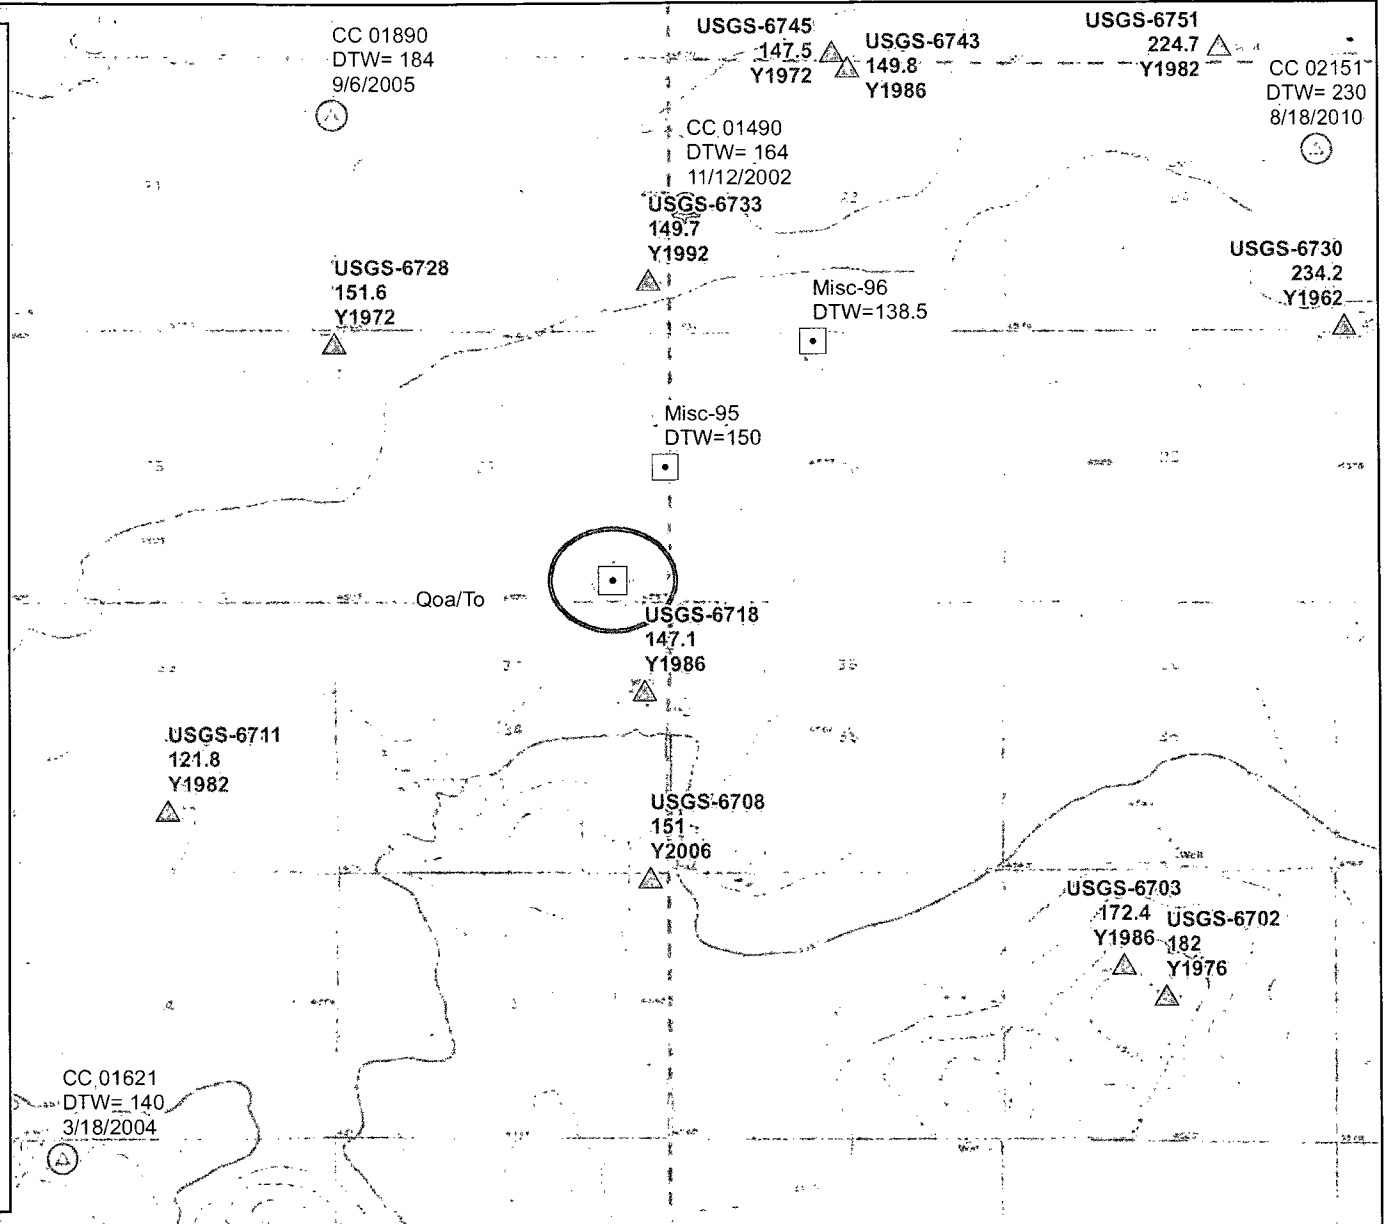 CC 01890
DTW= 184
9/6/2005
USGS-6745
147.5
Y1972
USGS-6743
149.8
Y1986
USGS-6751
224.7
Y1982
CC 02151
DTW= 230
8/18/2010
CC 01490
DTW= 164
11/12/2002
USGS-6733
149.7
Y1992
USGS-6728
151.6
Y1972
Misc-96
DTW=138.5
USGS-6730
234.2
Y1962
Misc-95
DTW=150
Qoa/To
USGS-6718
147.1
Y1986
USGS-6711
121.8
Y1982
USGS-6708
151
Y2006
Well
USGS-6703
172.4
Y1986
USGS-6702
182
Y1976
CC 01621
DTW= 140
3/18/2004